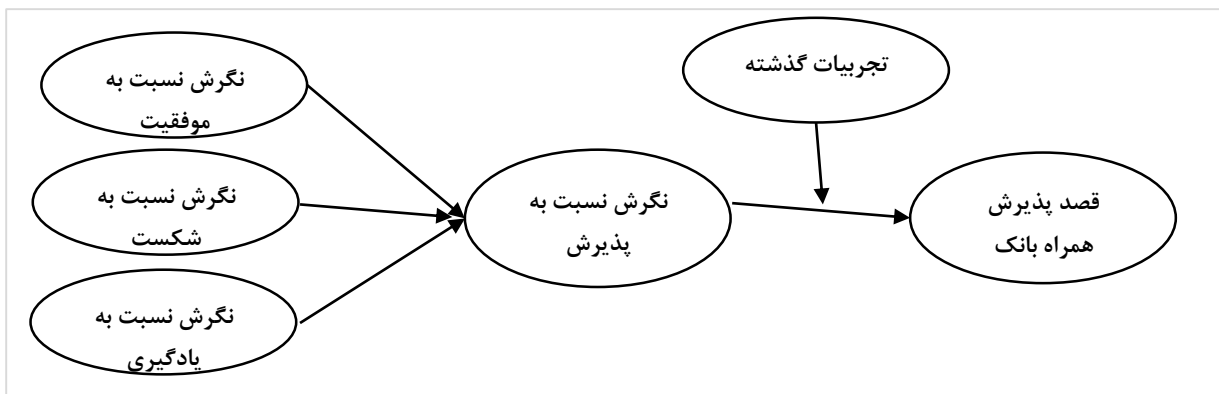 نگرش نسبت به
موفقیت
نگرش نسبت به
شکست
نگرش نسبت به
یادگیری
نگرش نسبت به
پذیرش
تجربیات گذشته
قصد پذیرش
همراه بانک